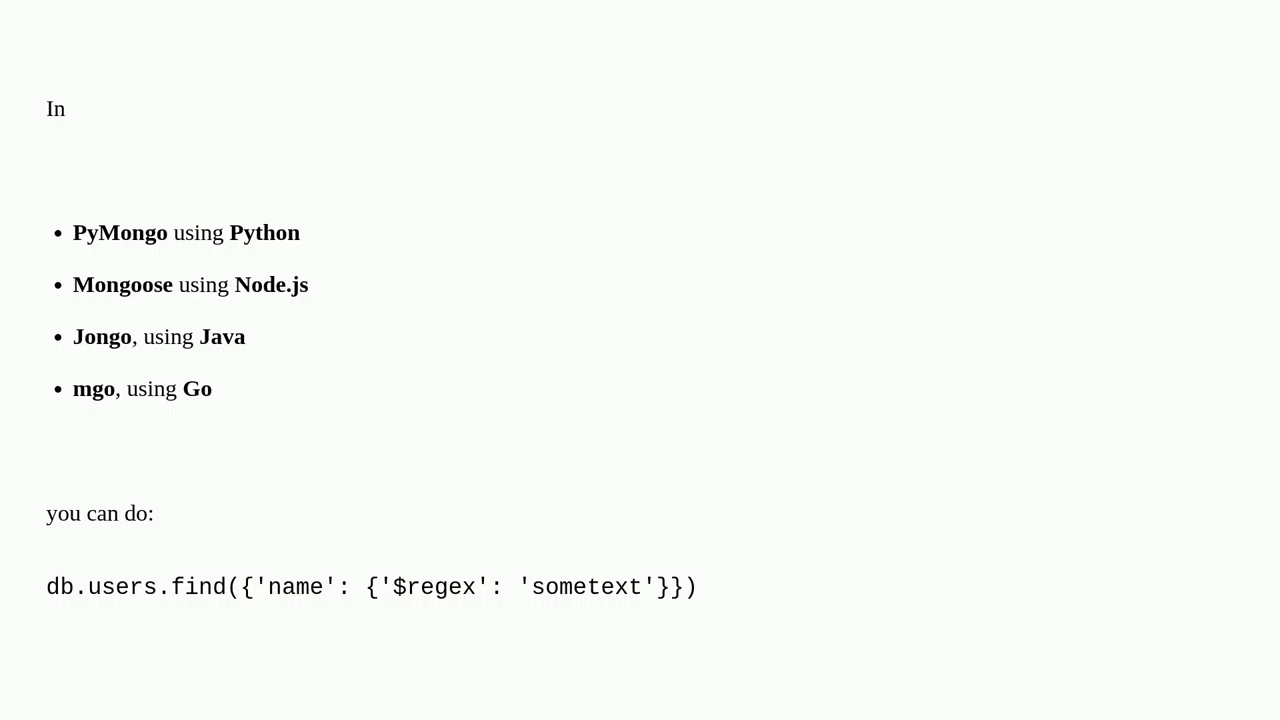 In
• PyMongo using Python
• Mongoose using Node.js
• Jongo, using Java
• mgo, using Go
you can do:
db.users.find({'name': {'$regex': 'sometext'}})